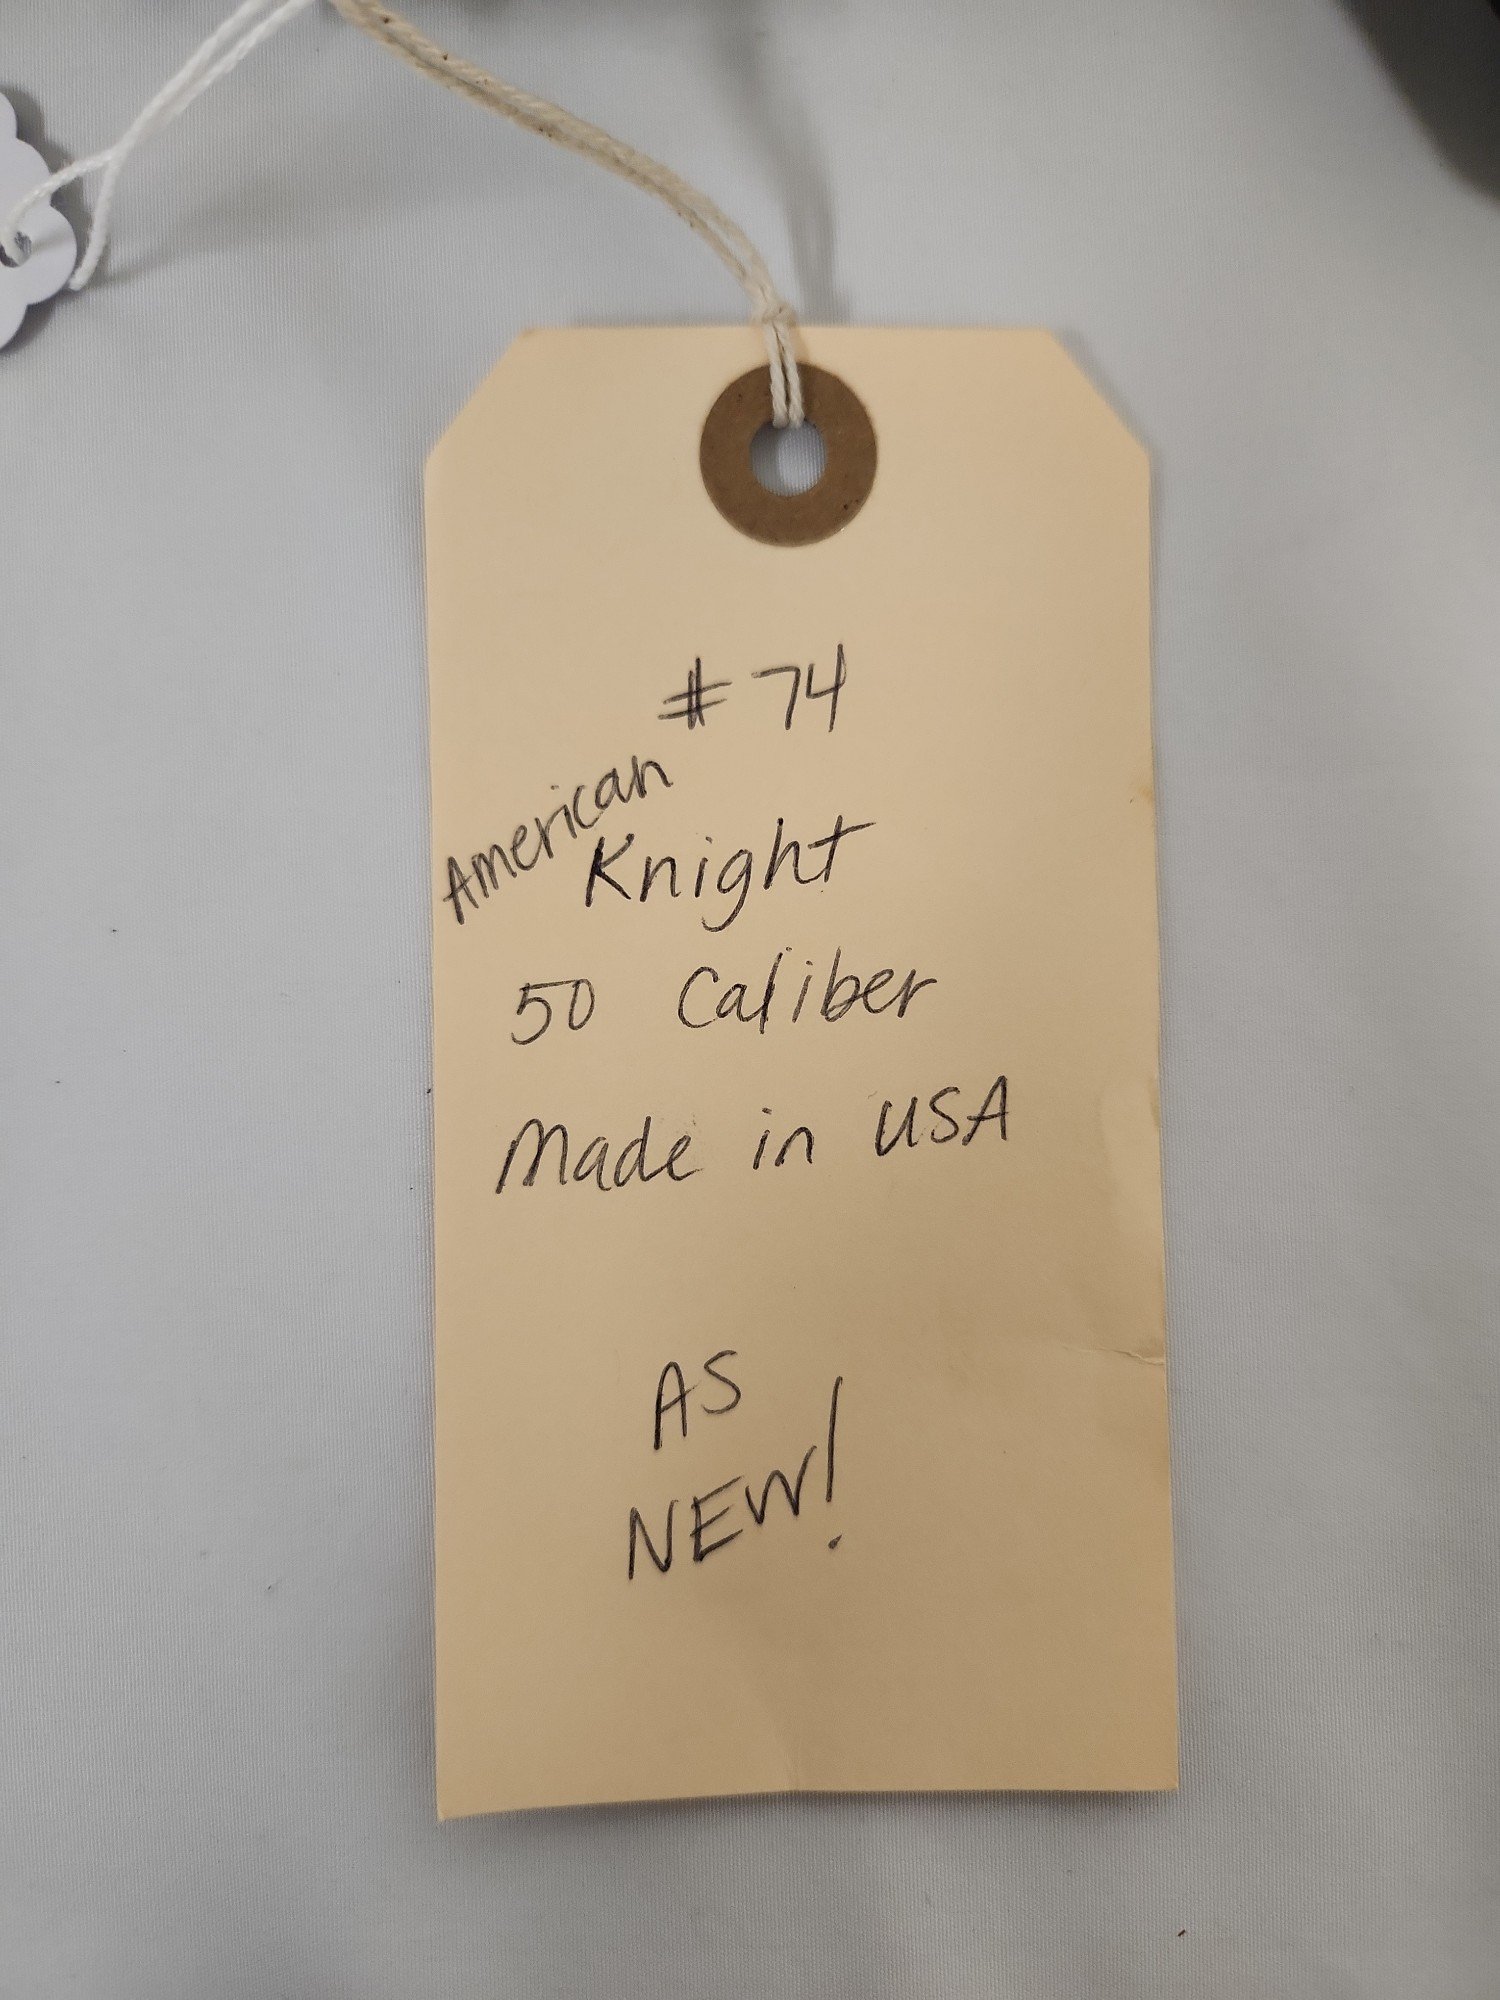 #74
American
Knight
50 Caliber
Made in USA
AS
NEW!